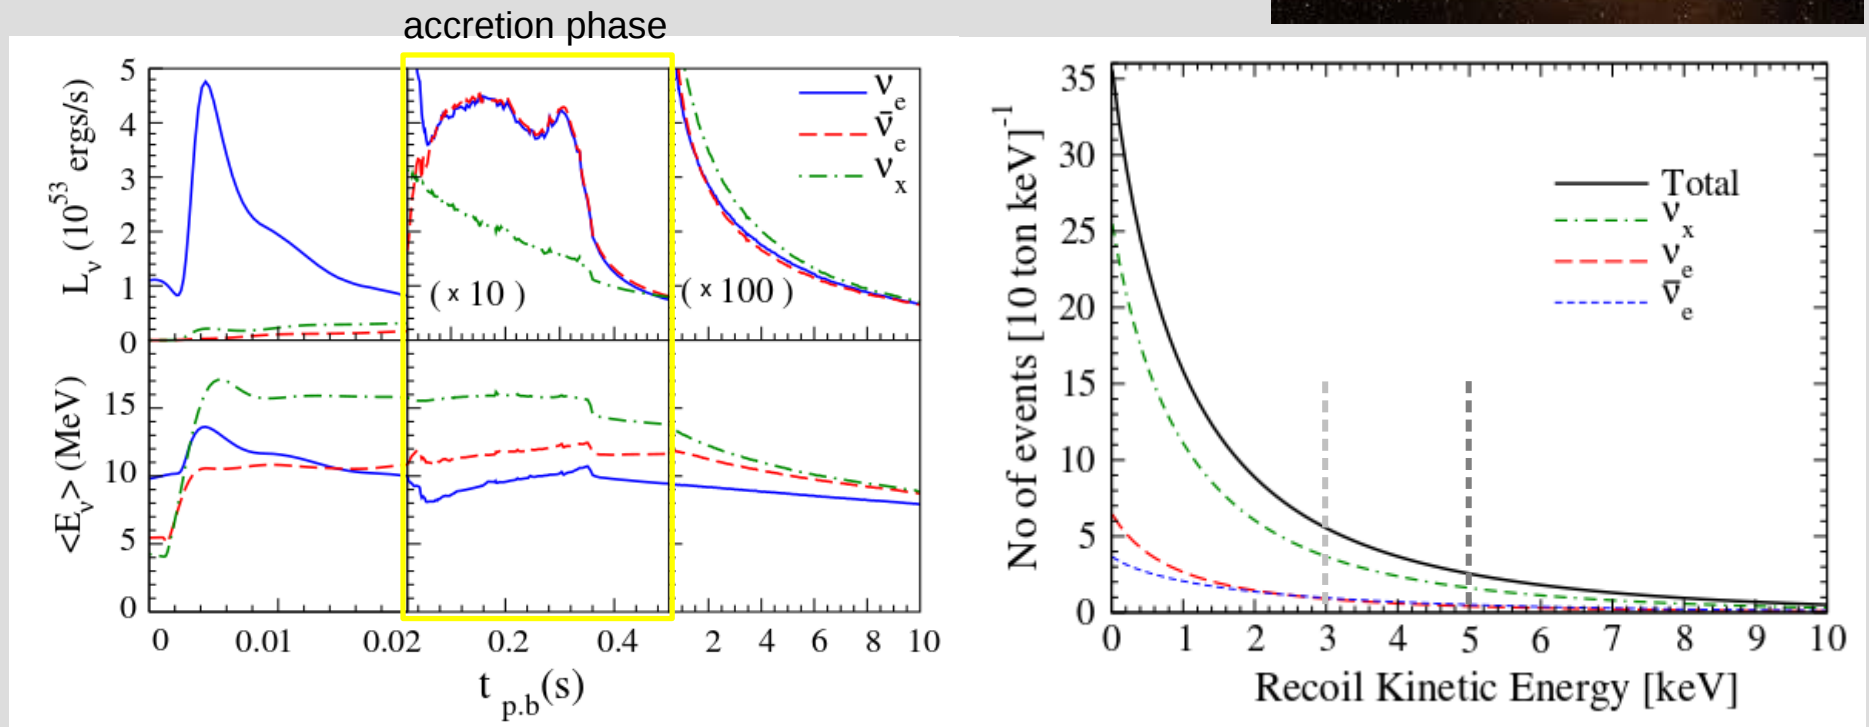 accretion phase
L_ν (10^53 ergs/s)
5
4
3
2
1
0
ν_e
ν̄_e
ν_x
(×10)
(×100)
<E_ν> (MeV)
15
10
5
0
0 0.01 0.02 0.2 0.4 2 4 6 8 10
t_p.b(s)
No of events [10 ton keV]^-1
35
30
25
20
15
10
5
0
Total
ν_x
ν_e
ν̄_e
0 1 2 3 4 5 6 7 8 9 10
Recoil Kinetic Energy [keV]